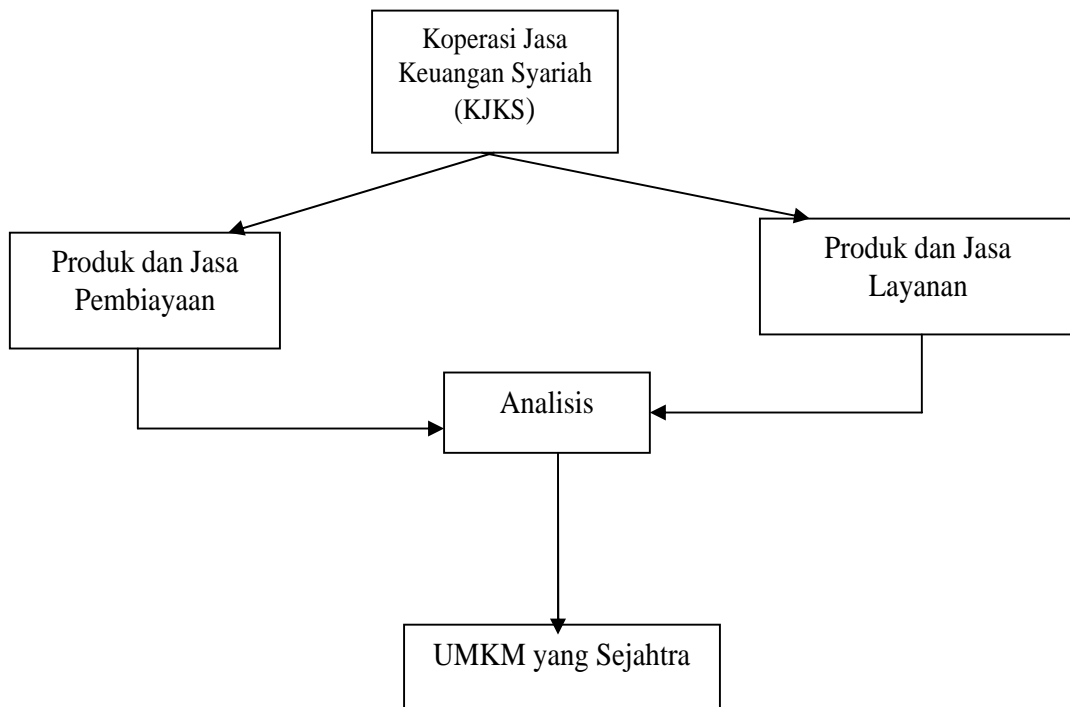 Koperasi Jasa
Keuangan Syariah
(KJKS)
Produk dan Jasa
Pembiayaan
Produk dan Jasa
Layanan
Analisis
UMKM yang Sejahtra